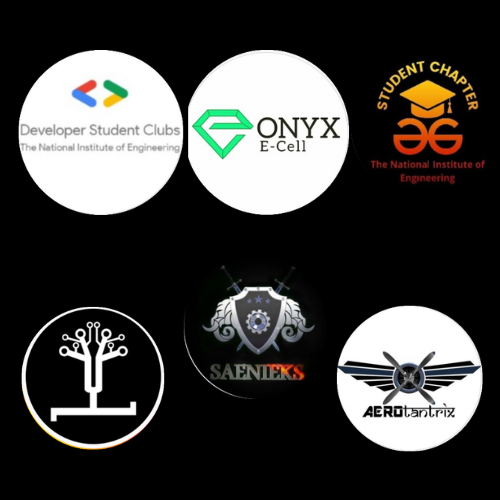 Developer Student Clubs
The National Institute of Engineering
ONYX
E-Cell
STUDENT CHAPTER
The National Institute of
Engineering
SAENIEKS
AEROtantrix